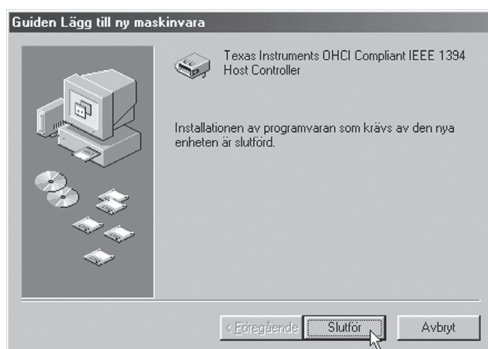 Guiden Lägg till ny maskinvara
Texas Instruments OHCI Compliant IEEE 1394
Host Controller
Installationen av programvaran som krävs av den nya
enheten är slutförd.
< Föregående
Slutför
Avbryt